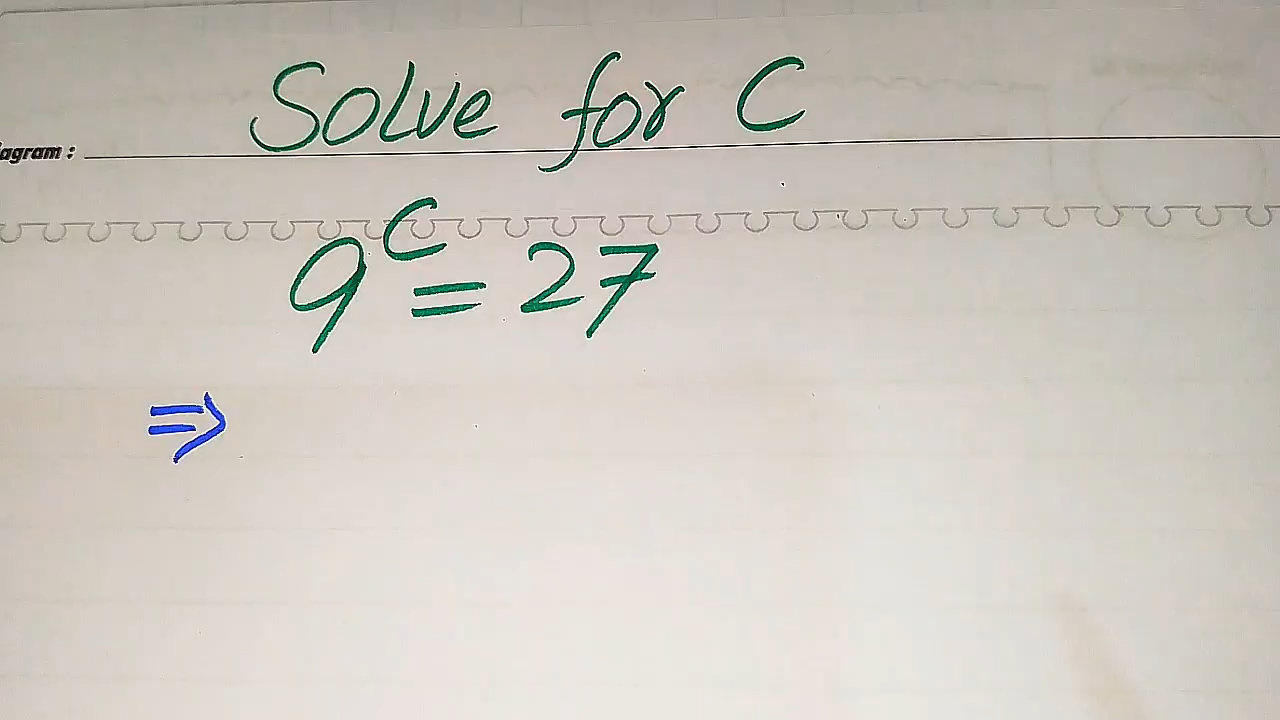 Solve for C
agram :
9^C = 27
⇒